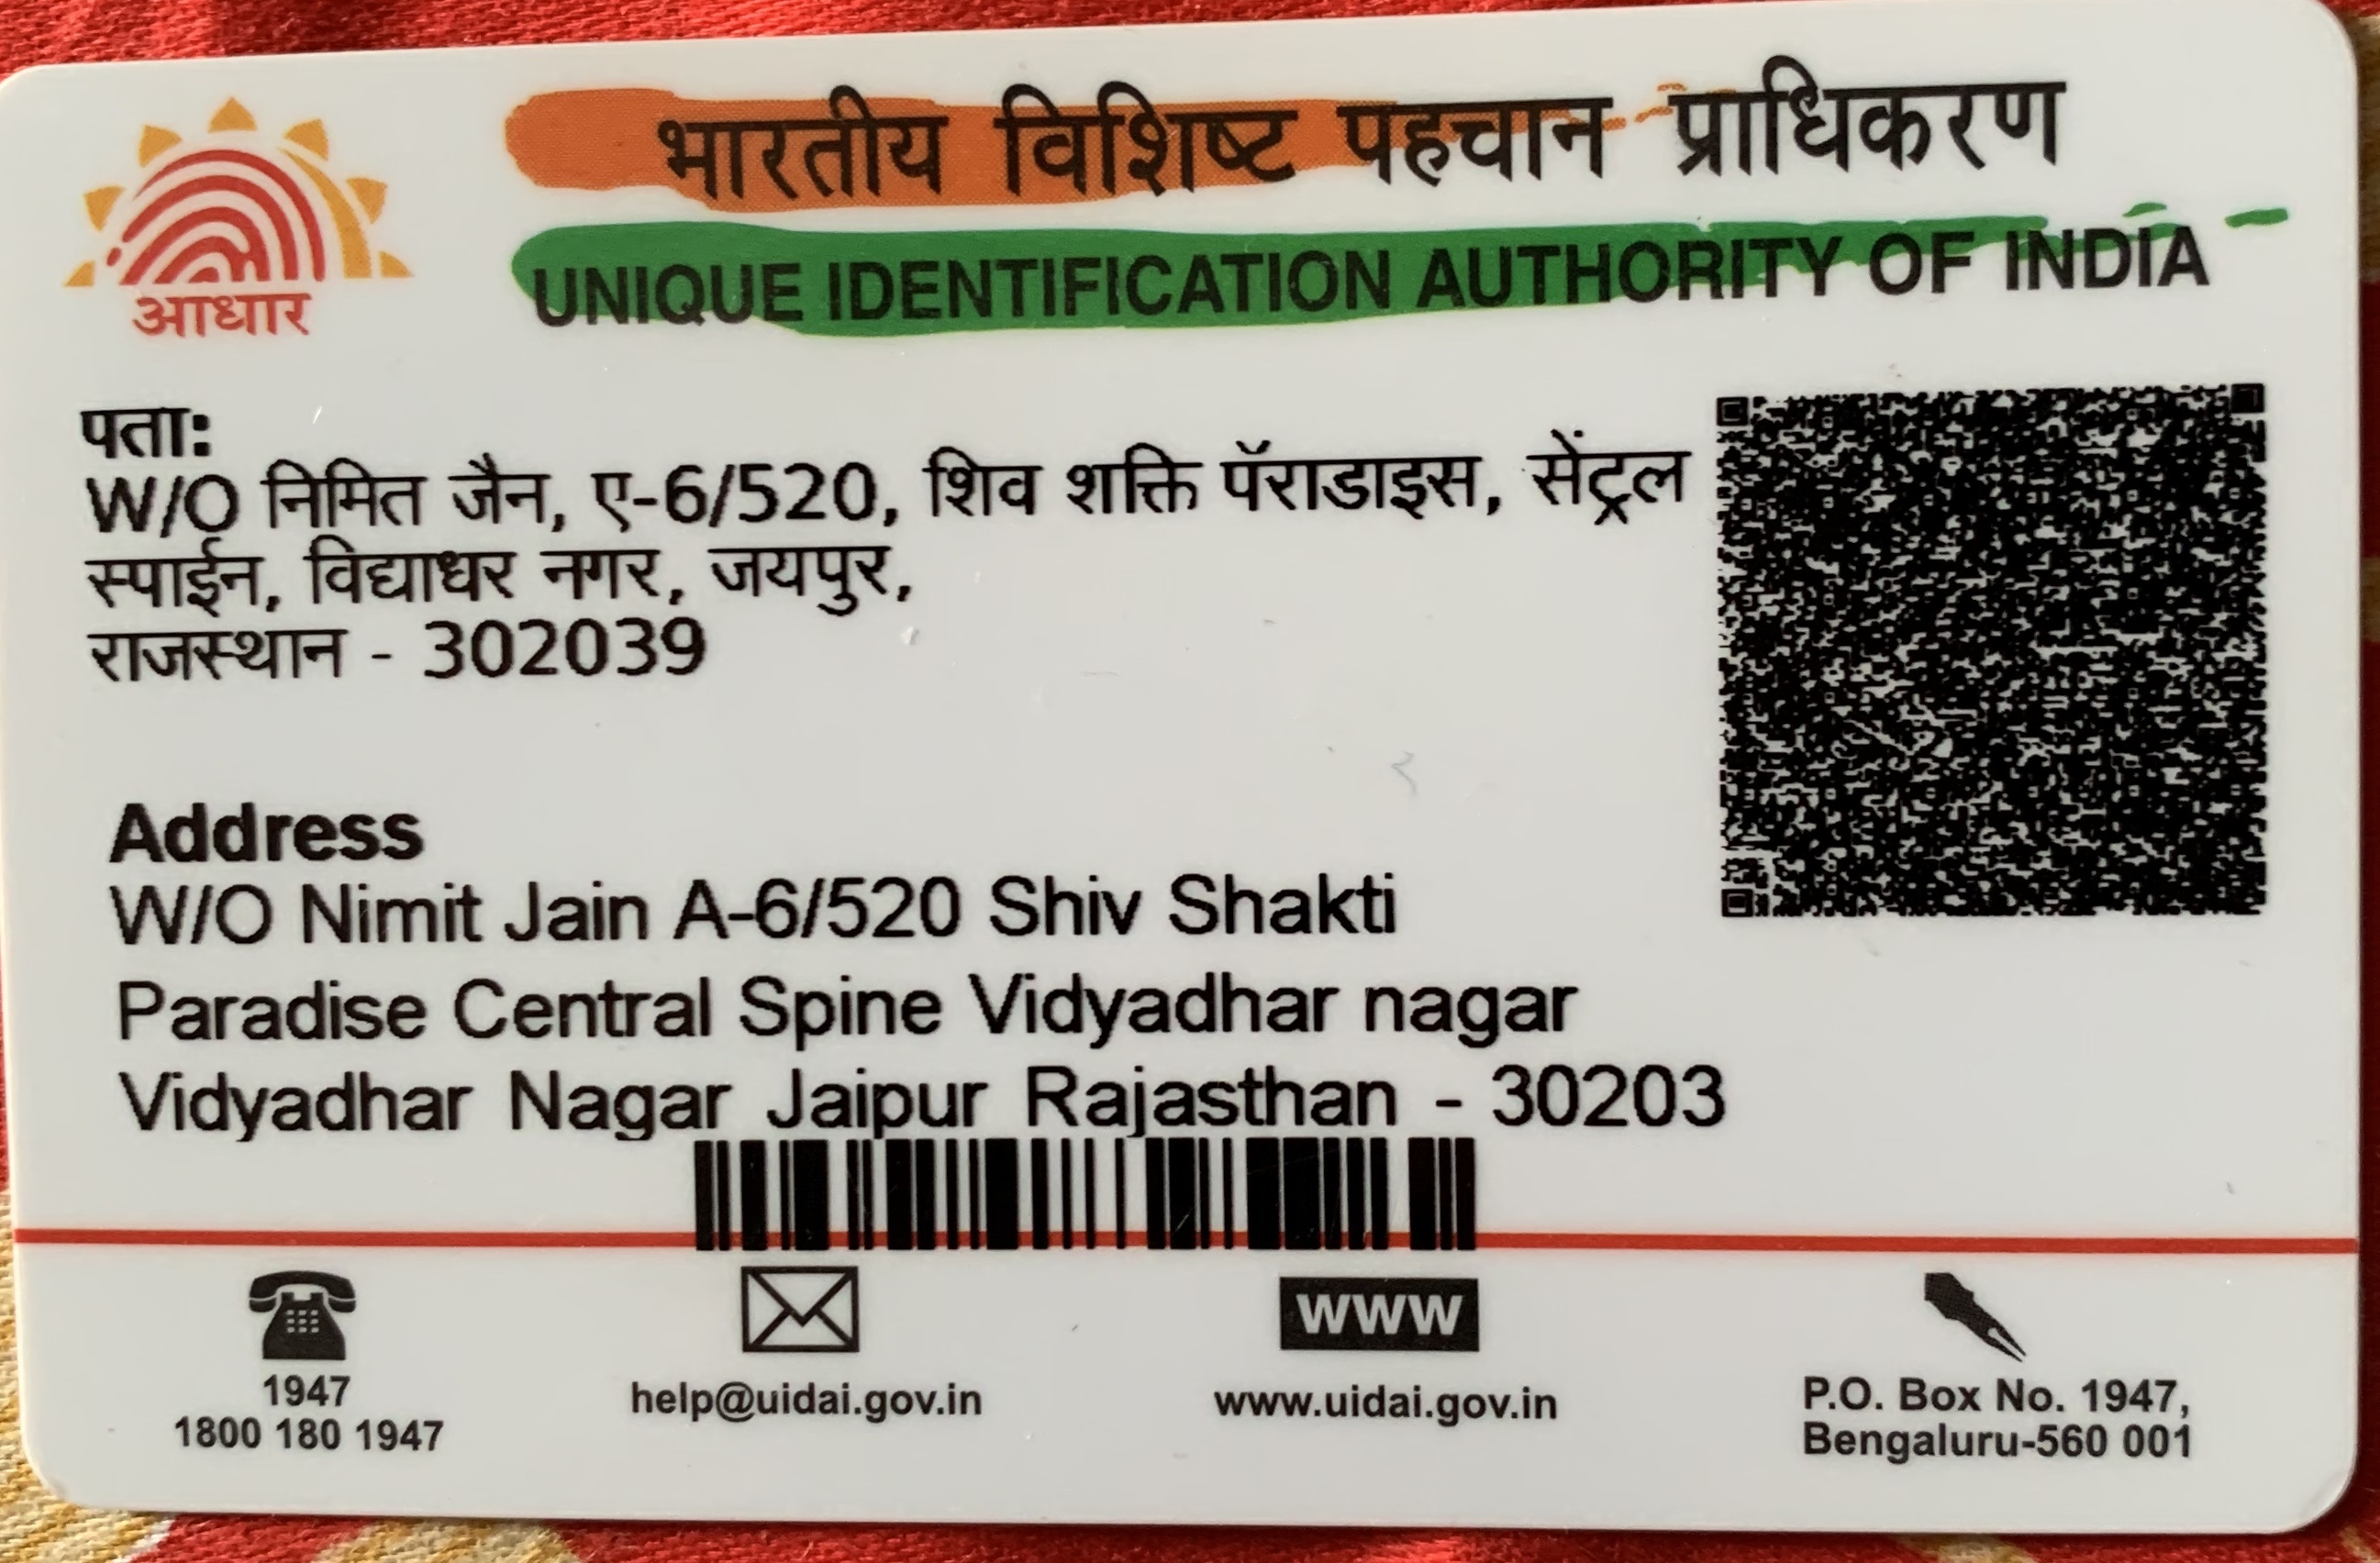 भारतीय विशिष्ट पहचान प्राधिकरण
UNIQUE IDENTIFICATION AUTHORITY OF INDIA
आधार
पताः
W/O निमित जैन, ए-6/520, शिव शक्ति पॅराडाइस, सेंट्रल
स्पाईन, विद्याधर नगर, जयपुर,
राजस्थान - 302039
Address
W/O Nimit Jain A-6/520 Shiv Shakti
Paradise Central Spine Vidyadhar nagar
Vidyadhar Nagar Jaipur Rajasthan - 30203
1947
1800 180 1947
help@uidai.gov.in
www
www.uidai.gov.in
P.O. Box No. 1947,
Bengaluru-560 001